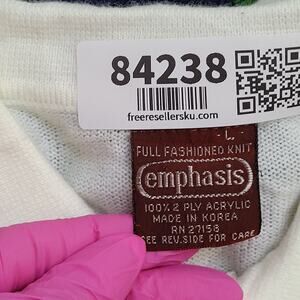 84238
freeresellersku.com
L
FULL FASHIONED KNIT
emphasis
100% 2 PLY ACRYLIC
MADE IN KOREA
RN 27158
SEE REV.SIDE FOR CARE